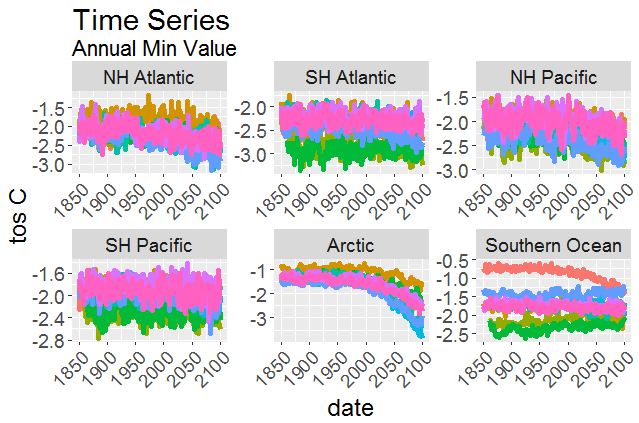 Time Series
Annual Min Value
NH Atlantic SH Atlantic NH Pacific
-1.5 -2.0 -2.5 -3.0
1850 1900 1950 2000 2050 2100
-2.0 -2.5 -3.0
1850 1900 1950 2000 2050 2100
-1.5 -2.0 -2.5 -3.0
1850 1900 1950 2000 2050 2100
tos C
SH Pacific Arctic Southern Ocean
-1.6 -2.0 -2.4 -2.8
1850 1900 1950 2000 2050 2100
-1 -2 -3
1850 1900 1950 2000 2050 2100
-0.5 -1.0 -1.5 -2.0 -2.5
1850 1900 1950 2000 2050 2100
date